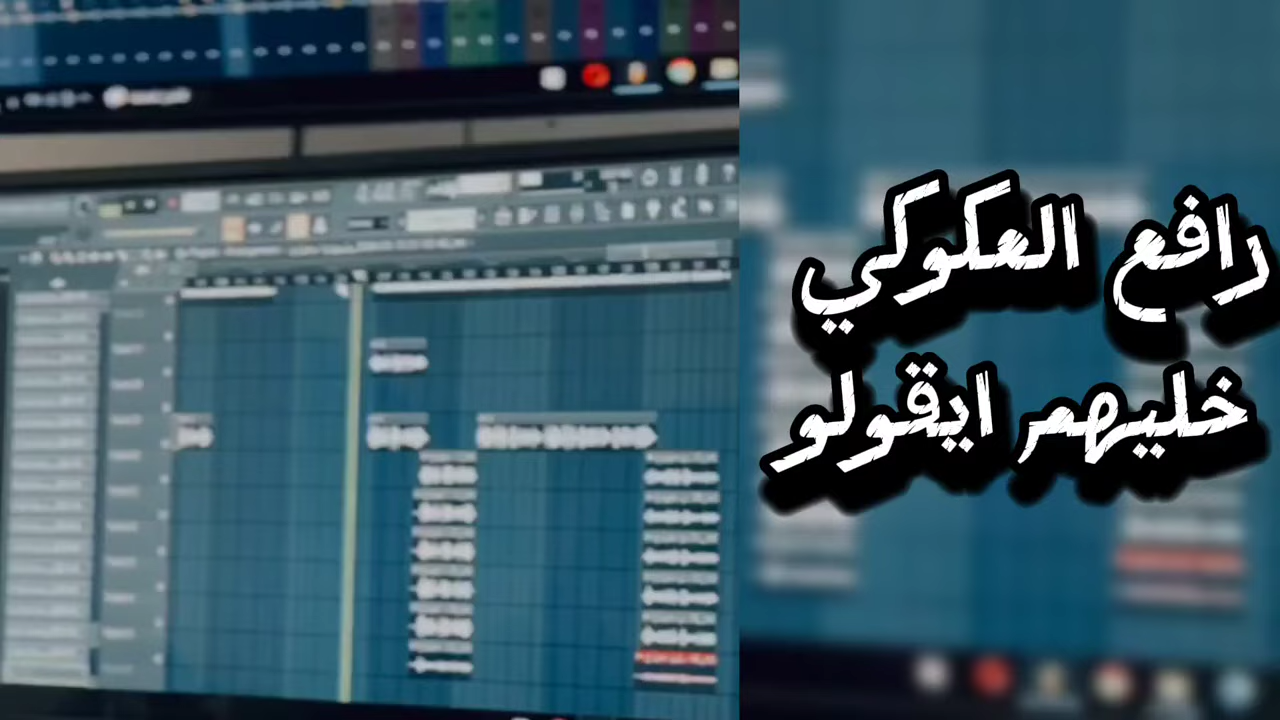 رافع العكوكي
خليهم ايقولو